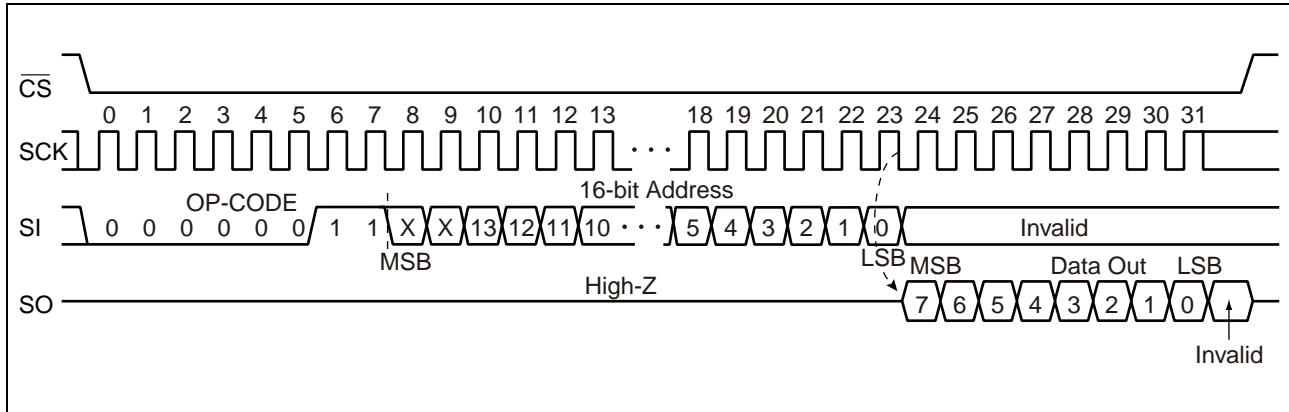 CS
0 1 2 3 4 5 6 7 8 9 10 11 12 13 18 19 20 21 22 23 24 25 26 27 28 29 30 31
SCK
OP-CODE 16-bit Address
SI 0 0 0 0 0 0 1 1 X X 13 12 11 10 · · · 5 4 3 2 1 0 Invalid
MSB LSB MSB Data Out LSB
High-Z
SO 7 6 5 4 3 2 1 0
Invalid